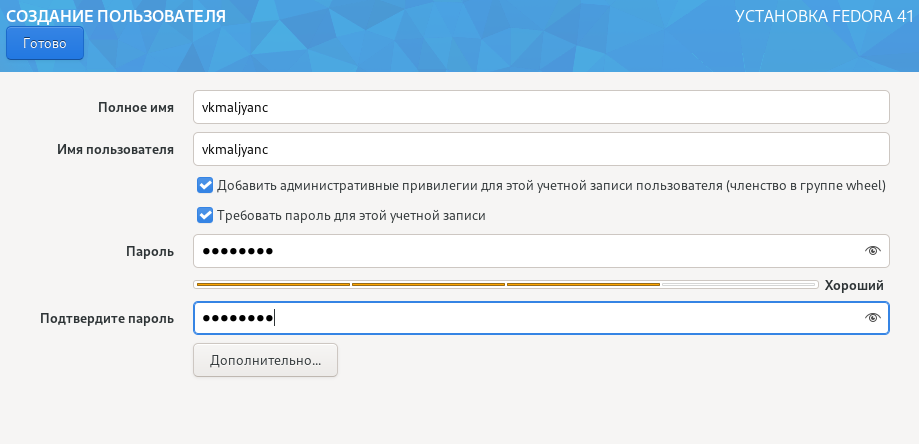 СОЗДАНИЕ ПОЛЬЗОВАТЕЛЯ
УСТАНОВКА FEDORA 41
Готово
Полное имя
vkmaljyanc
Имя пользователя
vkmaljyanc
Добавить административные привилегии для этой учетной записи пользователя (членство в группе wheel)
Требовать пароль для этой учетной записи
Пароль
●●●●●●●●
Хороший
Подтвердите пароль
●●●●●●●●
Дополнительно...